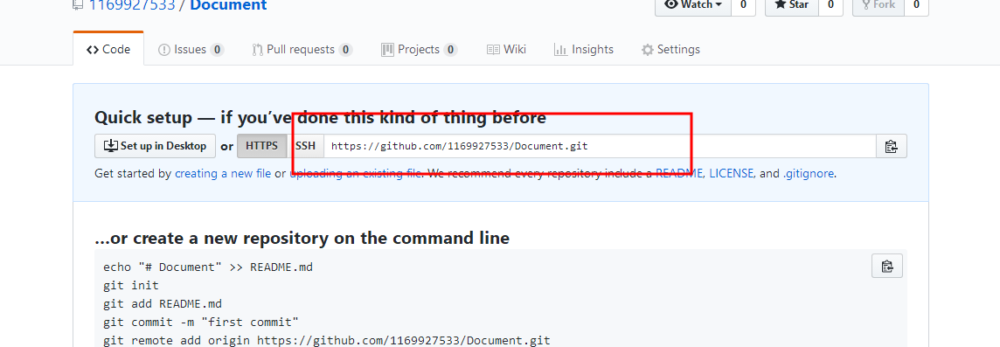 1169927533 / Document
Watch 0 Star 0 Fork 0
Code Issues 0 Pull requests 0 Projects 0 Wiki Insights Settings
Quick setup — if you’ve done this kind of thing before
Set up in Desktop or HTTPS SSH https://github.com/1169927533/Document.git
Get started by creating a new file or uploading an existing file. We recommend every repository include a README, LICENSE, and .gitignore.
…or create a new repository on the command line
echo "# Document" >> README.md
git init
git add README.md
git commit -m "first commit"
git remote add origin https://github.com/1169927533/Document.git